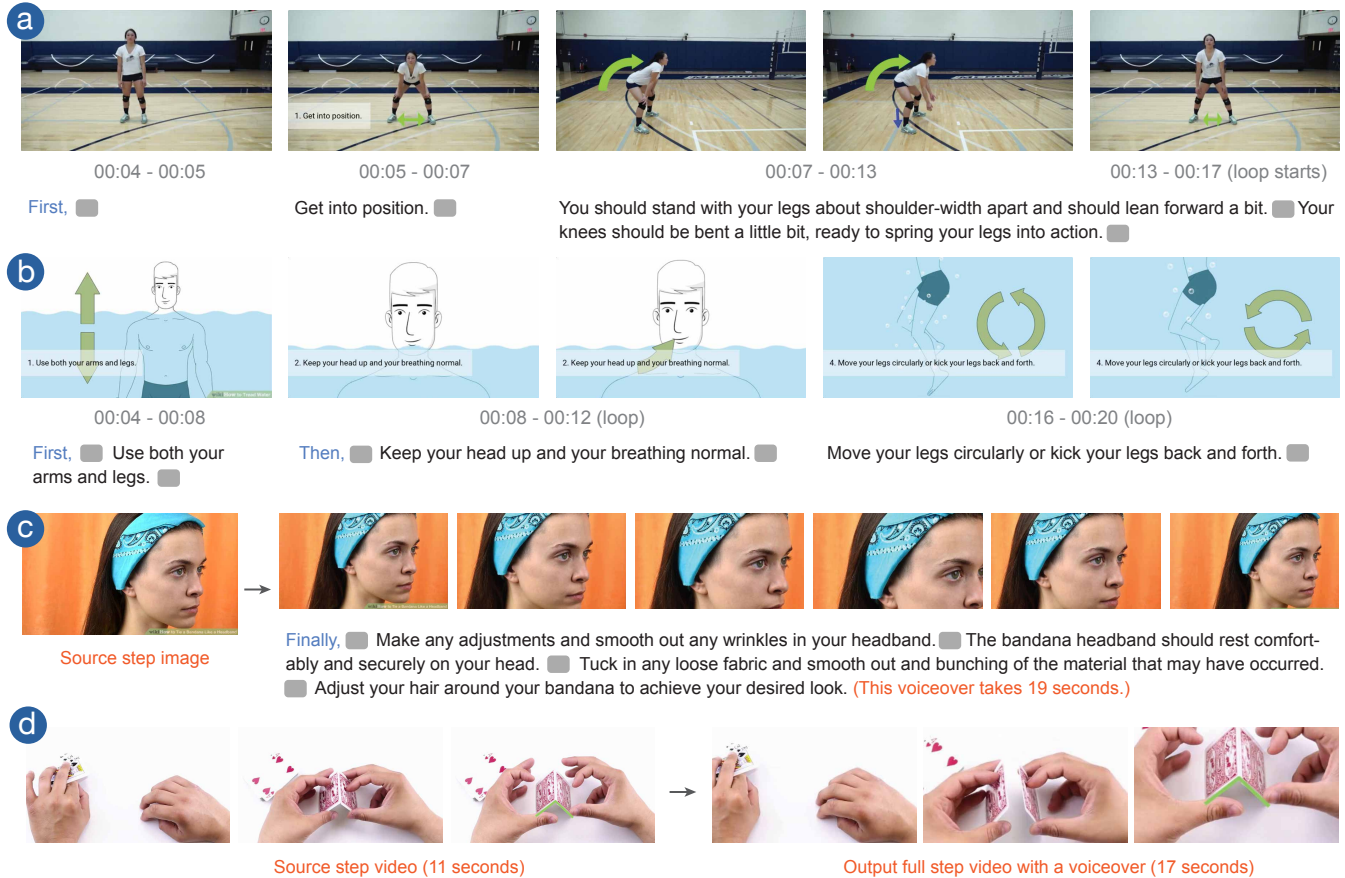 a
1. Get into position.
00:04 - 00:05
00:05 - 00:07
00:07 - 00:13
00:13 - 00:17 (loop starts)
First,
Get into position.
You should stand with your legs about shoulder-width apart and should lean forward a bit. Your
knees should be bent a little bit, ready to spring your legs into action.
b
1. Use both your arms and legs.
2. Keep your head up and your breathing normal.
2. Keep your head up and your breathing normal.
4. Move your legs circularly or kick your legs back and forth.
4. Move your legs circularly or kick your legs back and forth.
00:04 - 00:08
00:08 - 00:12 (loop)
00:16 - 00:20 (loop)
First, Use both your
arms and legs.
Then, Keep your head up and your breathing normal.
Move your legs circularly or kick your legs back and forth.
c
Source step image
Finally, Make any adjustments and smooth out any wrinkles in your headband. The bandana headband should rest comfort-
ably and securely on your head. Tuck in any loose fabric and smooth out and bunching of the material that may have occurred.
Adjust your hair around your bandana to achieve your desired look. (This voiceover takes 19 seconds.)
d
Source step video (11 seconds)
Output full step video with a voiceover (17 seconds)